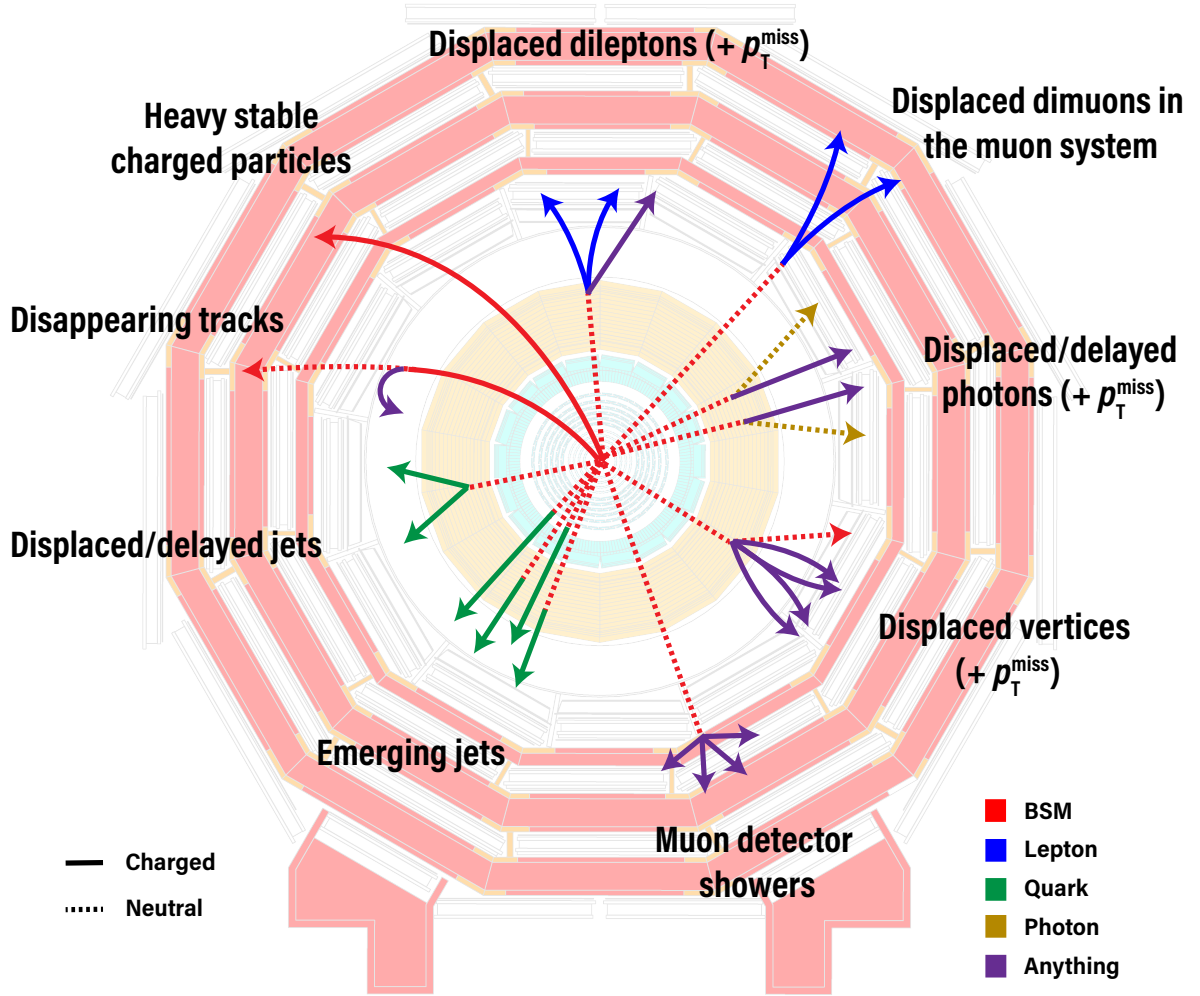 Displaced dileptons (+ p_T^miss)
Heavy stable
charged particles
Displaced dimuons in
the muon system
Disappearing tracks
Displaced/delayed
photons (+ p_T^miss)
Displaced/delayed jets
Displaced vertices
(+ p_T^miss)
Emerging jets
Muon detector
showers
Charged
Neutral
BSM
Lepton
Quark
Photon
Anything